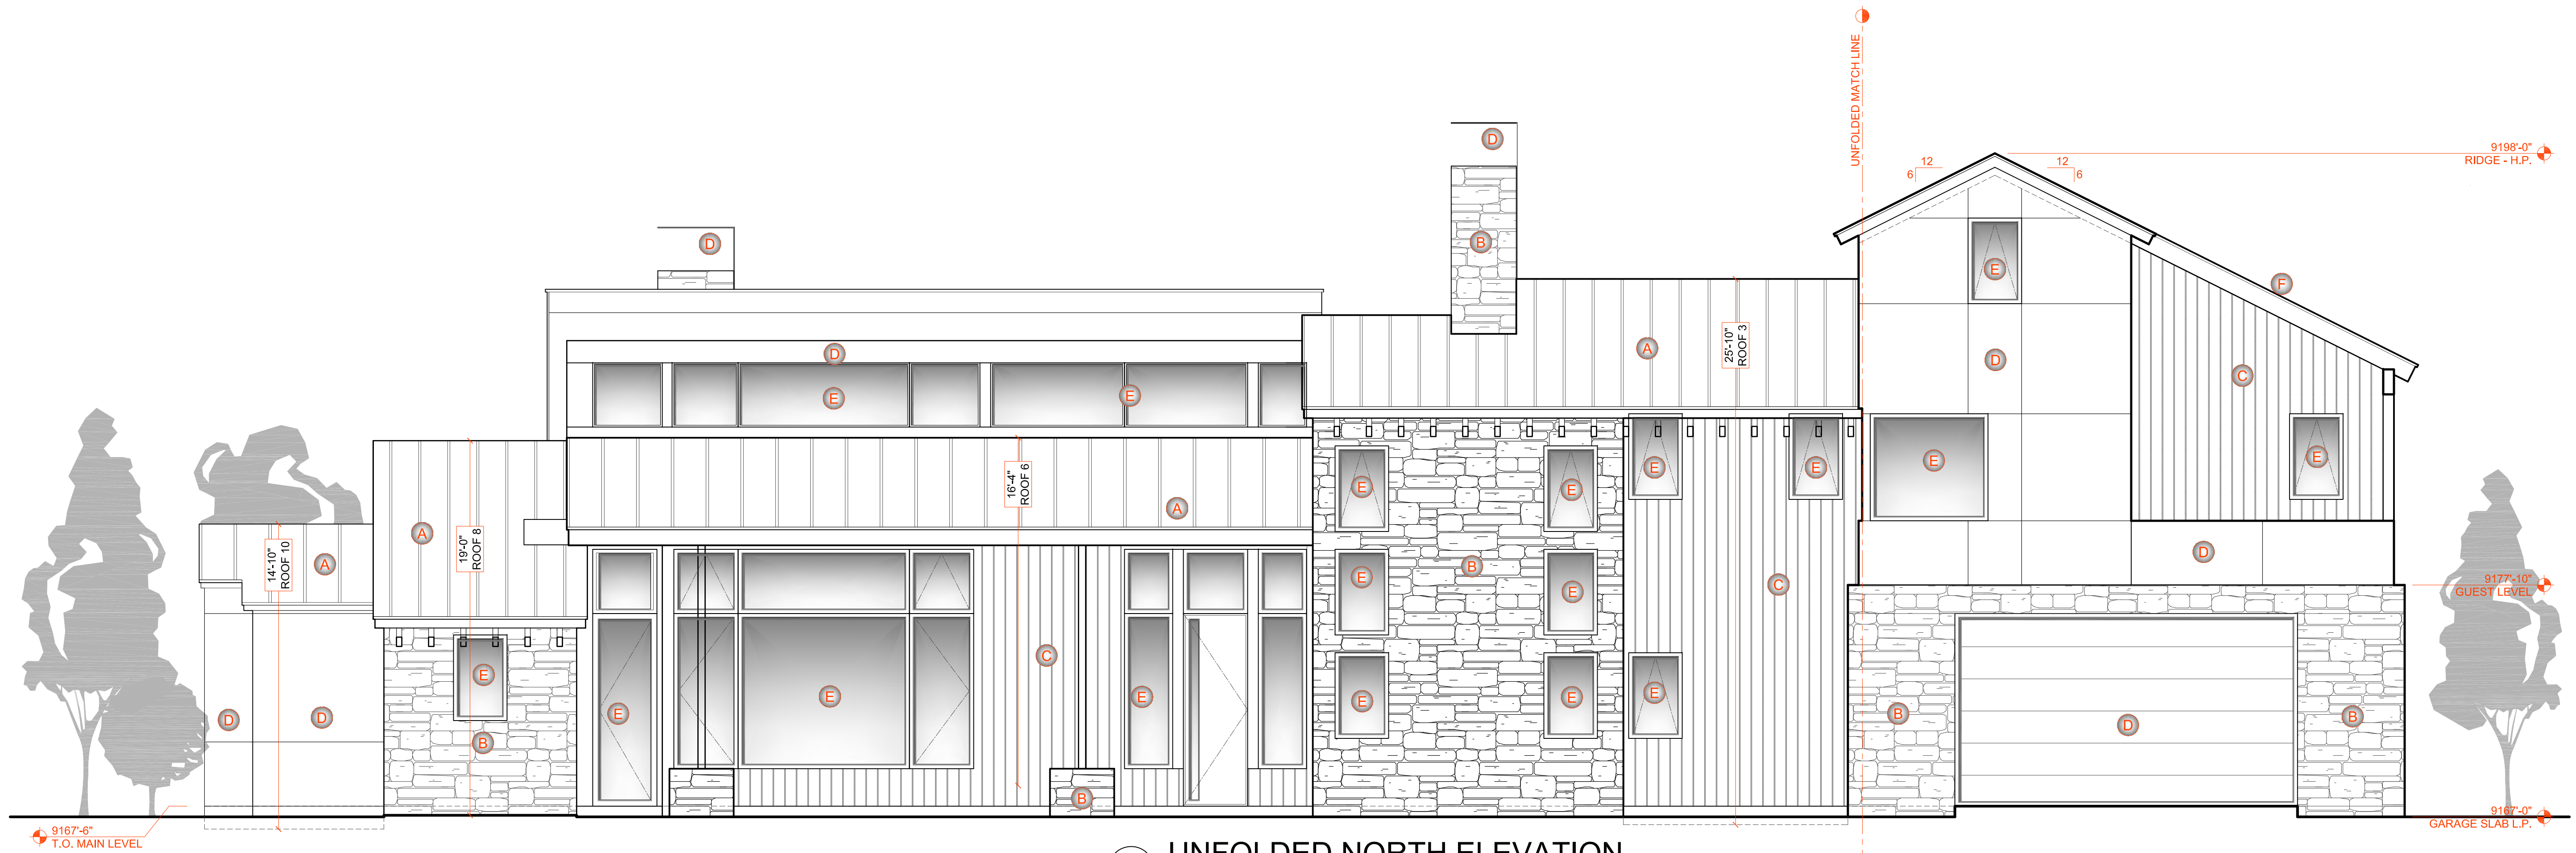 UNFOLDED MATCH LINE
D
9198'-0"
RIDGE - H.P.
12
6
12
6
D
B
E
F
D
E
E
25'-10"
ROOF 3
A
D
C
E
E
E
E
E
E
16'-4"
ROOF 6
A
A
19'-0"
ROOF 8
14'-10"
ROOF 10
A
E
B
E
D
C
9177'-10"
GUEST LEVEL
C
E
E
E
E
E
E
E
E
D
D
B
B
B
D
B
B
9167'-6"
T.O. MAIN LEVEL
9167'-0"
GARAGE SLAB L.P.
UNFOLDED NORTH ELEVATION